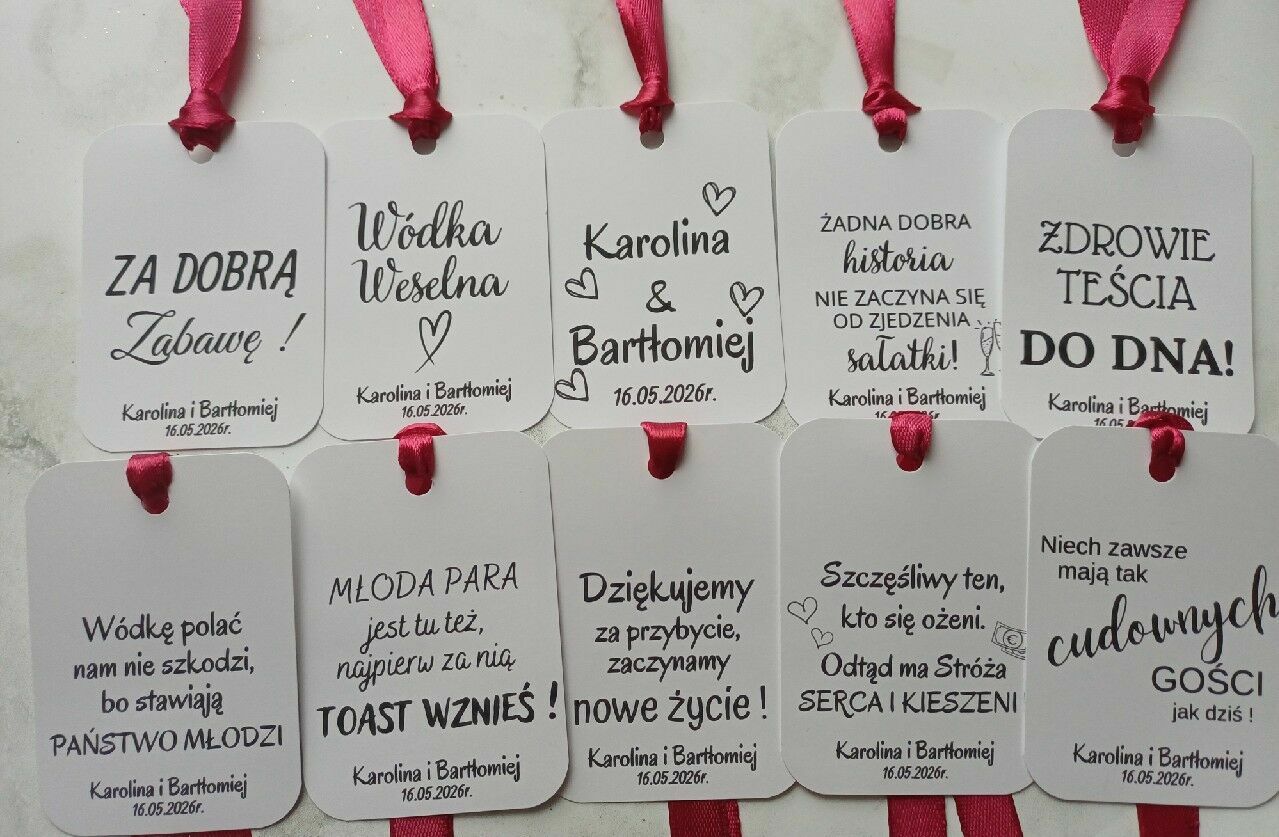 ZA DOBRĄ
Zabawę !
Karolina i Bartłomiej
16.05.2026r.
Wódka
Weselna
Karolina i Bartłomiej
16.05.2026r.
Karolina
&
Bartłomiej
16.05.2026r.
ŻADNA DOBRA
historia
NIE ZACZYNA SIĘ
OD ZJEDZENIA
sałatki!
Karolina i Bartłomiej
16.05.2026r.
ZDROWIE
TEŚCIA
DO DNA!
Karolina i Bartłomiej
16.05
Wódkę polać
nam nie szkodzi,
bo stawiają
PAŃSTWO MŁODZI
Karolina i Bartłomiej
16.05.2026r.
MŁODA PARA
jest tu też,
najpierw za nią
TOAST WZNIEŚ !
Karolina i Bartłomiej
16.05.2026r.
Dziękujemy
za przybycie,
zaczynamy
nowe życie !
Karolina i Bartłomiej
16.05.2026r.
Szczęśliwy ten,
kto się ożeni.
Odtąd ma Stróża
SERCA I KIESZENI
Karolina i Bartłomiej
16.05.2026r.
Niech zawsze
mają tak
cudownych
GOŚCI
jak dziś !
Karolina i Bartłomiej
16.05.2026r.